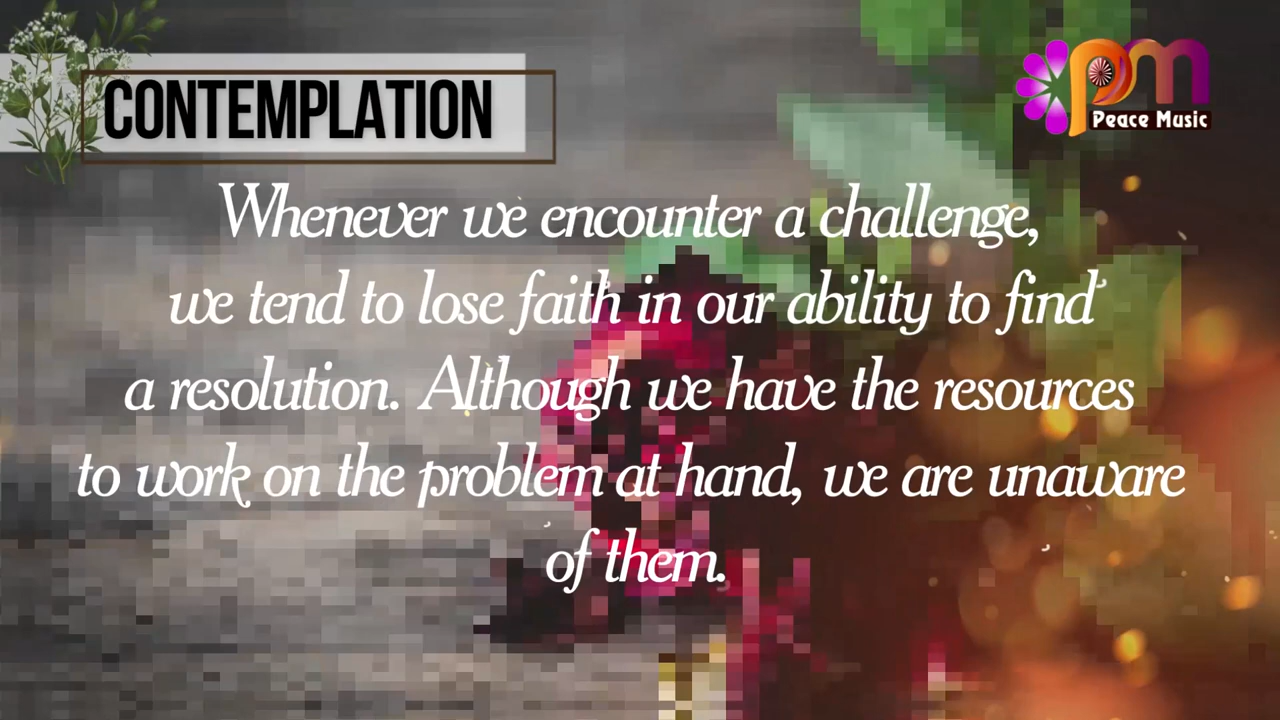 CONTEMPLATION
pm
Peace Music
Whenever we encounter a challenge,
we tend to lose faith in our ability to find
a resolution. Although we have the resources
to work on the problem at hand, we are unaware
of them.